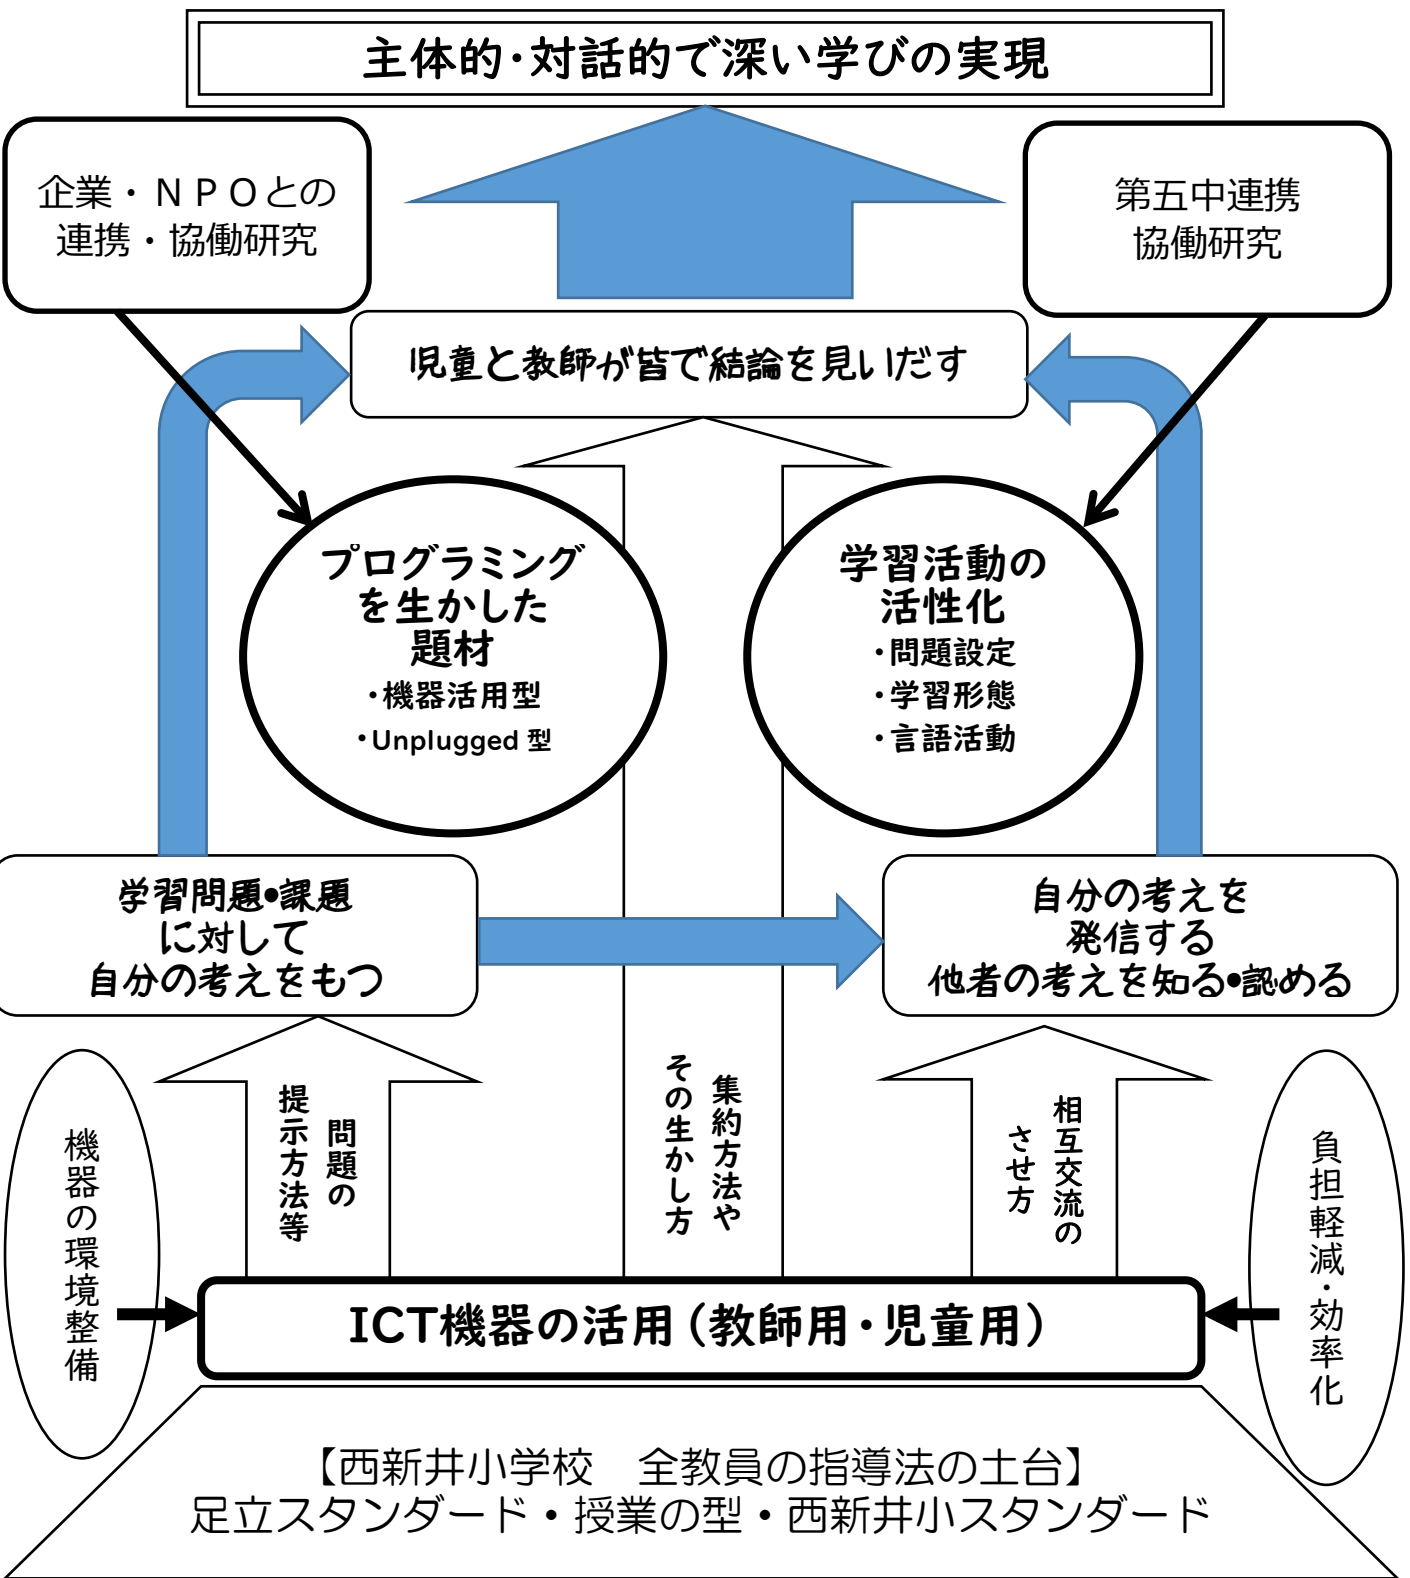 主体的・対話的で深い学びの実現
企業・ＮＰＯとの
連携・協働研究
第五中連携
協働研究
児童と教師が皆で結論を見いだす
プログラミング
を生かした
題材
・機器活用型
・Unplugged 型
学習活動の
活性化
・問題設定
・学習形態
・言語活動
学習問題・課題
に対して
自分の考えをもつ
自分の考えを
発信する
他者の考えを知る・認める
機器の環境整備
問題の
提示方法等
集約方法や
その生かし方
相互交流の
させ方
負担軽減・効率化
ICT機器の活用（教師用・児童用）
【西新井小学校　全教員の指導法の土台】
足立スタンダード・授業の型・西新井小スタンダード